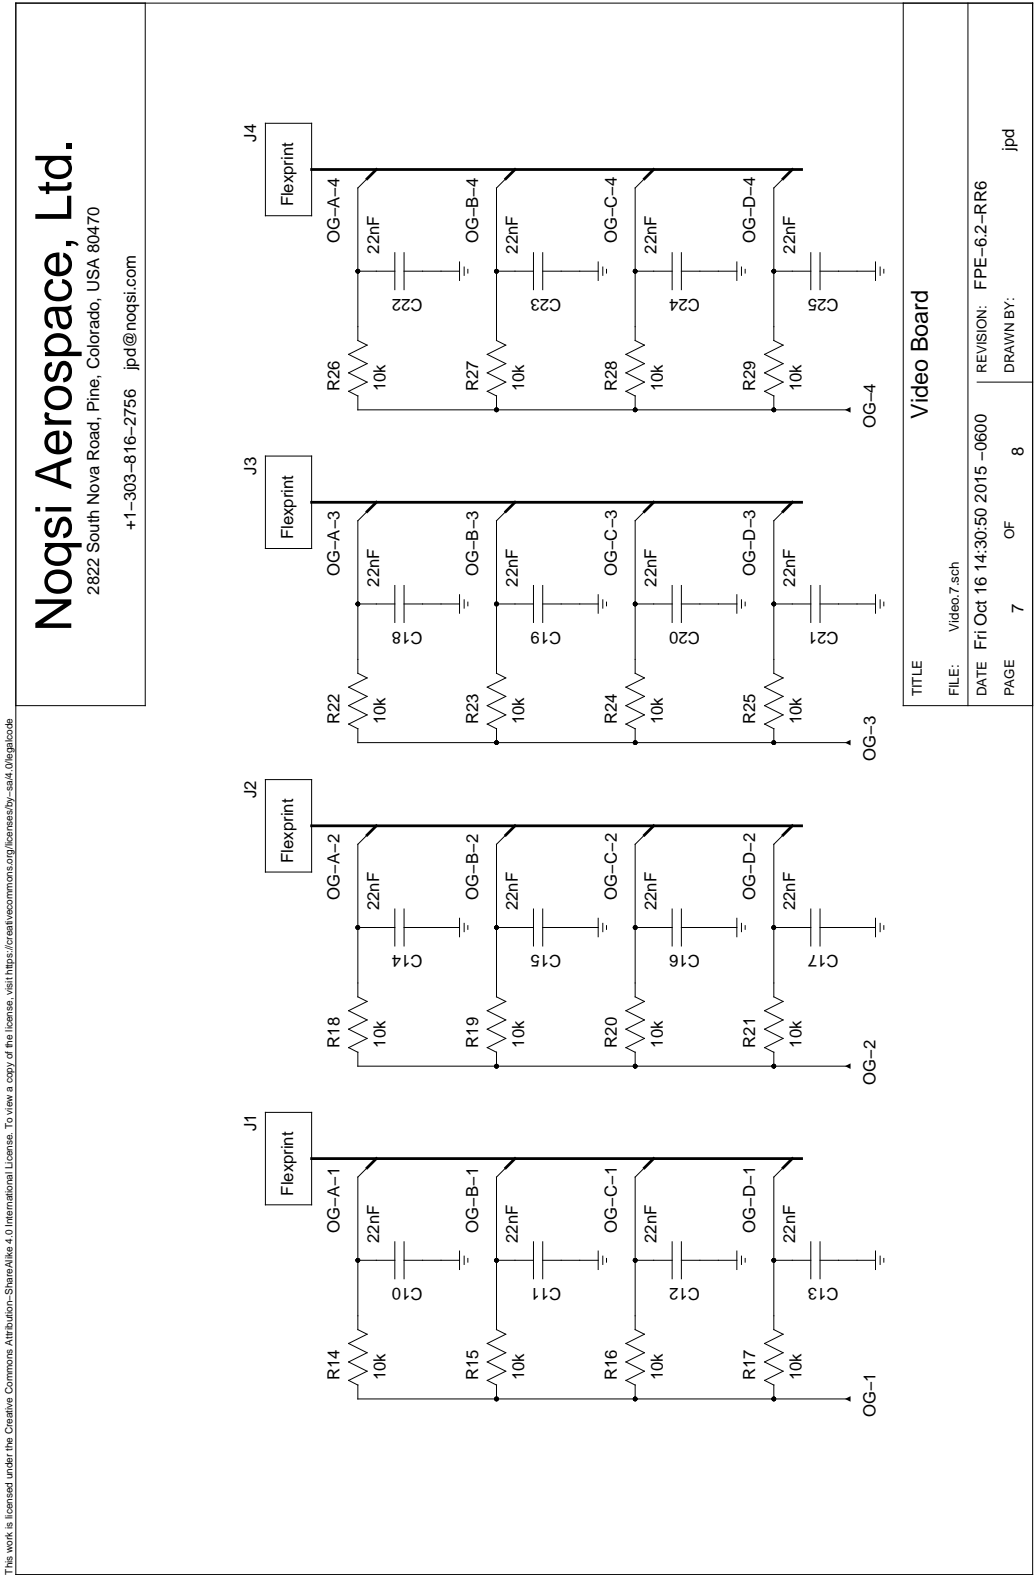 This work is licensed under the Creative Commons Attribution−ShareAlike 4.0 International License. To view a copy of the license, visit https://creativecommons.org/licenses/by−sa/4.0/legalcode
Noqsi Aerospace, Ltd.
2822 South Nova Road, Pine, Colorado, USA 80470
+1−303−816−2756 jpd@noqsi.com
J1
Flexprint
OG−A−1
R14
10k
22nF
C10
OG−B−1
R15
10k
22nF
C11
OG−C−1
R16
10k
22nF
C12
OG−D−1
R17
10k
22nF
C13
OG−1
J2
Flexprint
OG−A−2
R18
10k
22nF
C14
OG−B−2
R19
10k
22nF
C15
OG−C−2
R20
10k
22nF
C16
OG−D−2
R21
10k
22nF
C17
OG−2
J3
Flexprint
OG−A−3
R22
10k
22nF
C18
OG−B−3
R23
10k
22nF
C19
OG−C−3
R24
10k
22nF
C20
OG−D−3
R25
10k
22nF
C21
OG−3
J4
Flexprint
OG−A−4
R26
10k
22nF
C22
OG−B−4
R27
10k
22nF
C23
OG−C−4
R28
10k
22nF
C24
OG−D−4
R29
10k
22nF
C25
OG−4
TITLE
Video Board
FILE: Video.7.sch
DATE Fri Oct 16 14:30:50 2015 −0600
REVISION: FPE−6.2−RR6
PAGE 7 OF 8
DRAWN BY: jpd